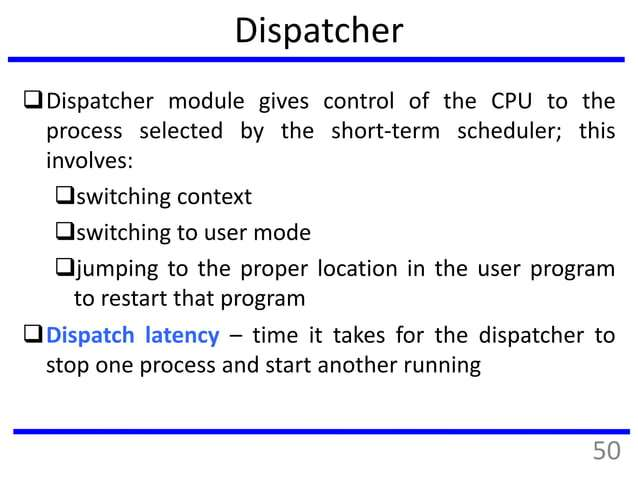 Dispatcher
❑Dispatcher module gives control of the CPU to the
process selected by the short-term scheduler; this
involves:
❑switching context
❑switching to user mode
❑jumping to the proper location in the user program
to restart that program
❑Dispatch latency – time it takes for the dispatcher to
stop one process and start another running
50